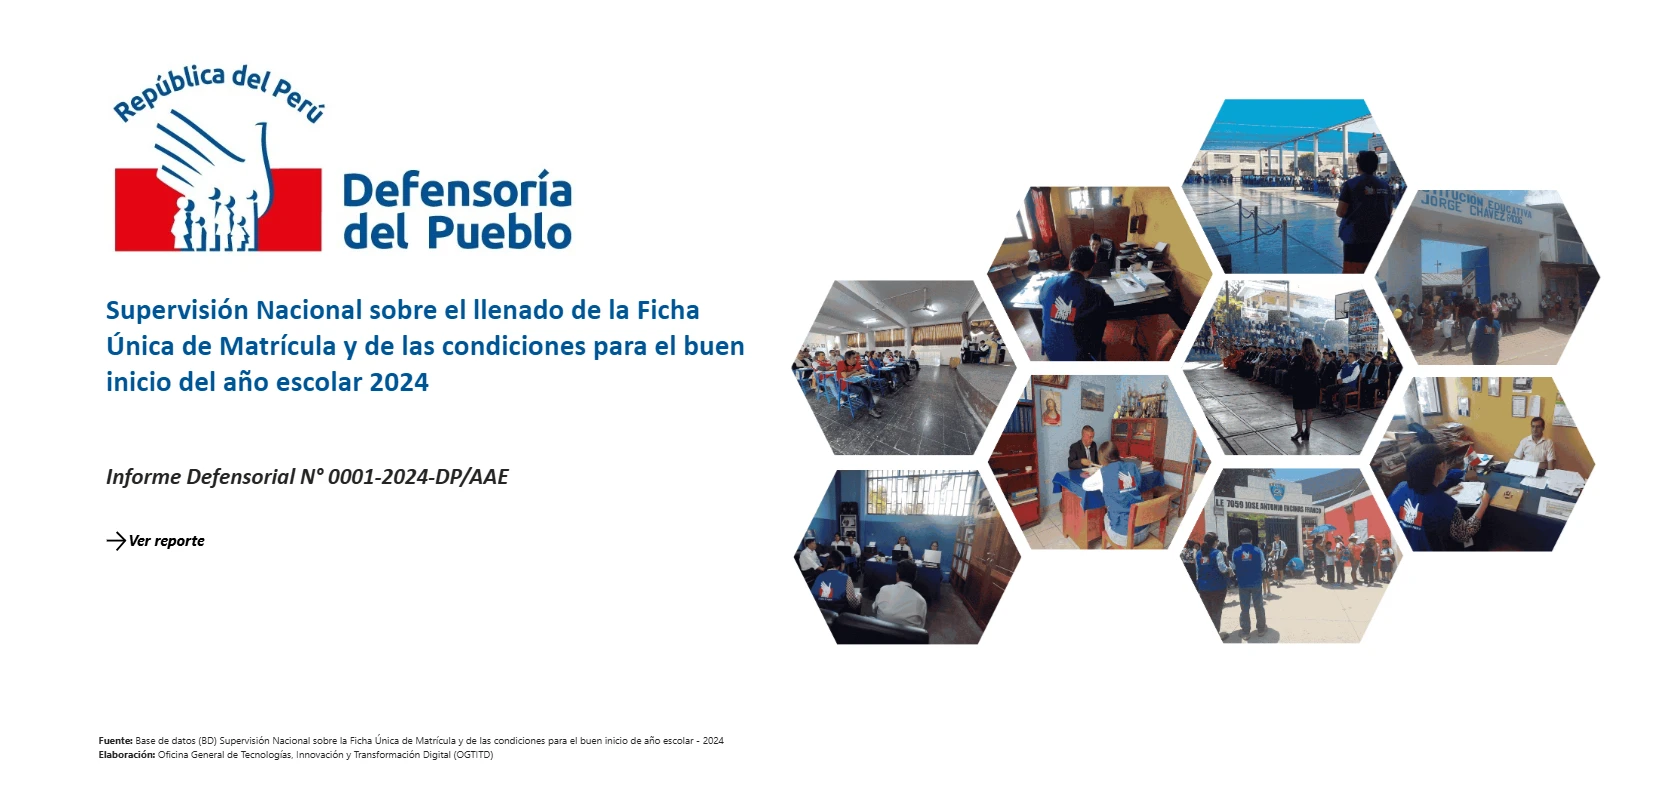 República del Perú
Defensoría
del Pueblo
Supervisión Nacional sobre el llenado de la Ficha
Única de Matrícula y de las condiciones para el buen
inicio del año escolar 2024
Informe Defensorial N° 0001-2024-DP/AAE
Ver reporte
INSTITUCION EDUCATIVA
JORGE CHAVEZ
I.E. 7059 JOSE ANTONIO ENCINAS FRANCO
Fuente: Base de datos (BD) Supervisión Nacional sobre la Ficha Única de Matrícula y de las condiciones para el buen inicio de año escolar - 2024
Elaboración: Oficina General de Tecnologías, Innovación y Transformación Digital (OGTITD)